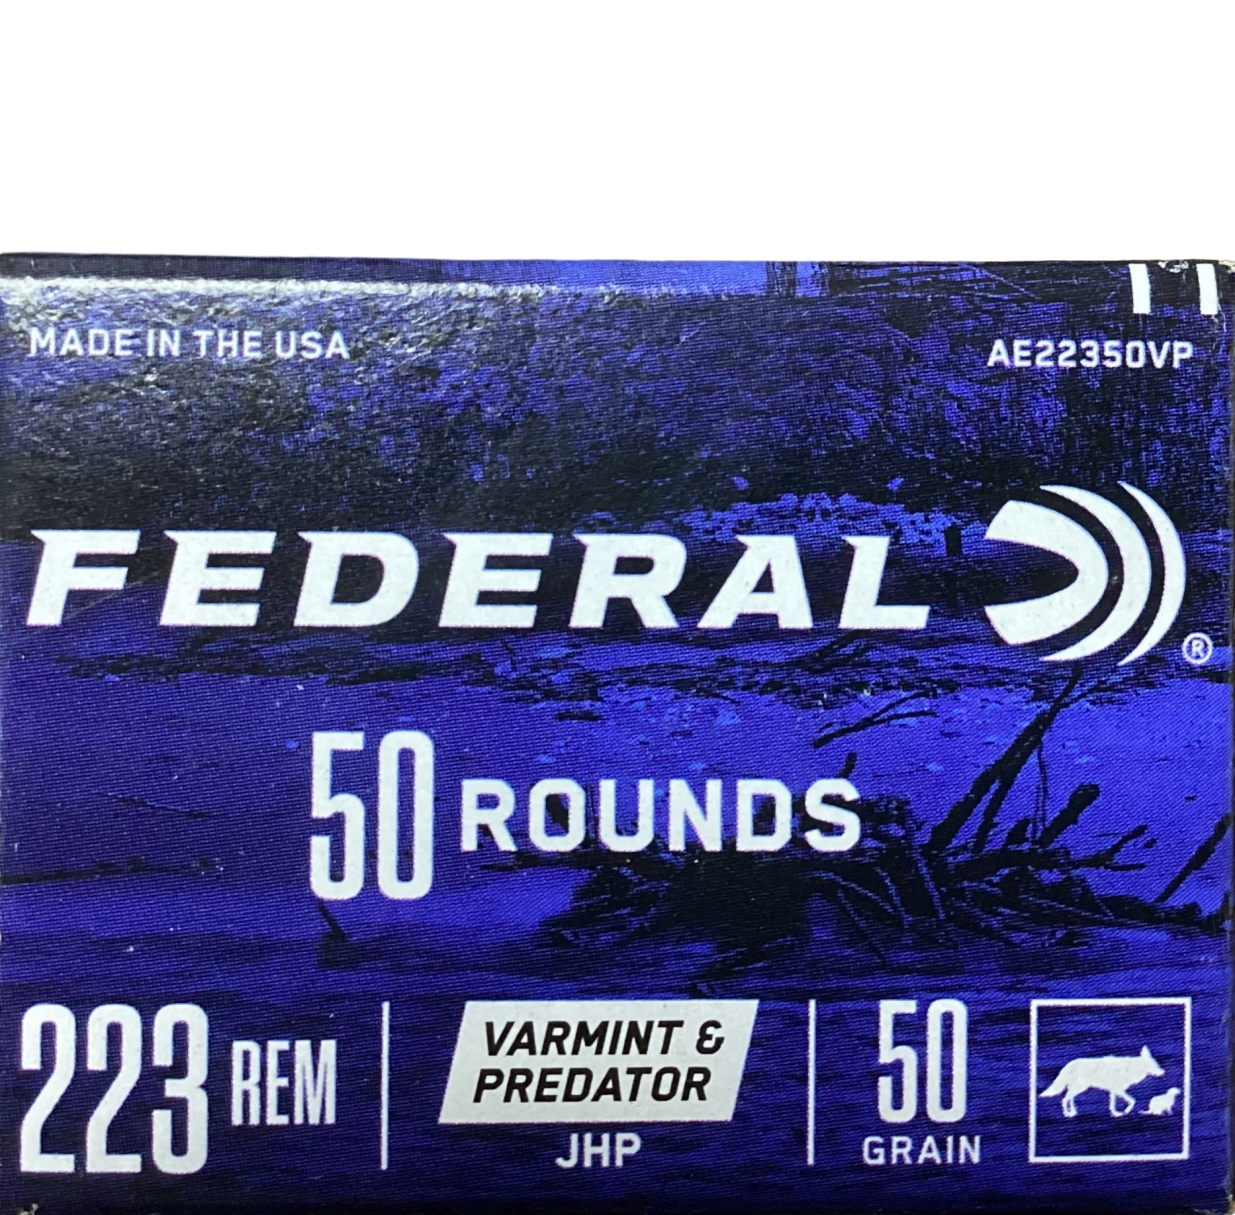 MADE IN THE USA
AE22350VP
FEDERAL
®
50 ROUNDS
223 REM
VARMINT &
PREDATOR
JHP
50
GRAIN